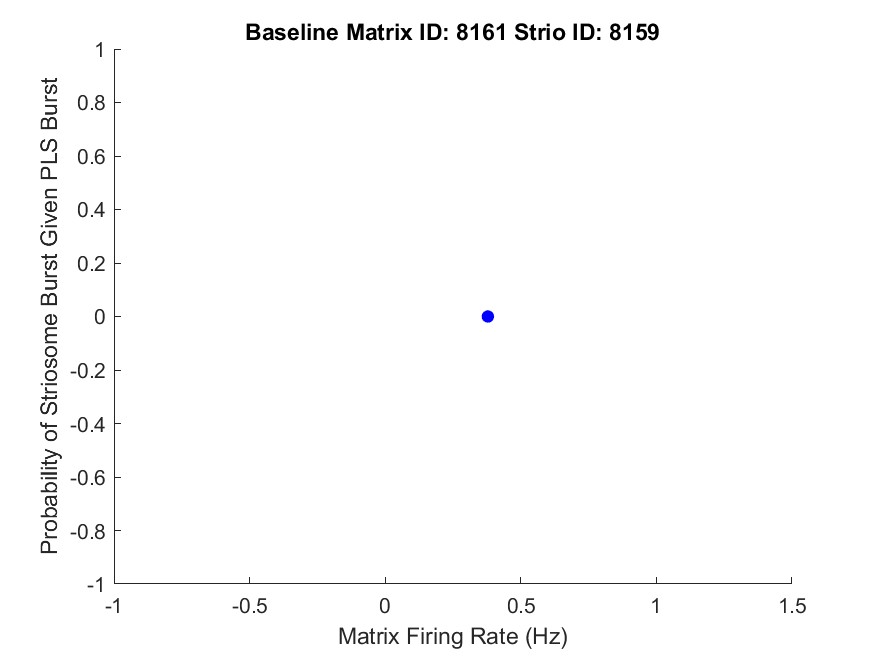 Baseline Matrix ID: 8161 Strio ID: 8159
Probability of Striosome Burst Given PLS Burst
1
0.8
0.6
0.4
0.2
0
-0.2
-0.4
-0.6
-0.8
-1
-1 -0.5 0 0.5 1 1.5
Matrix Firing Rate (Hz)